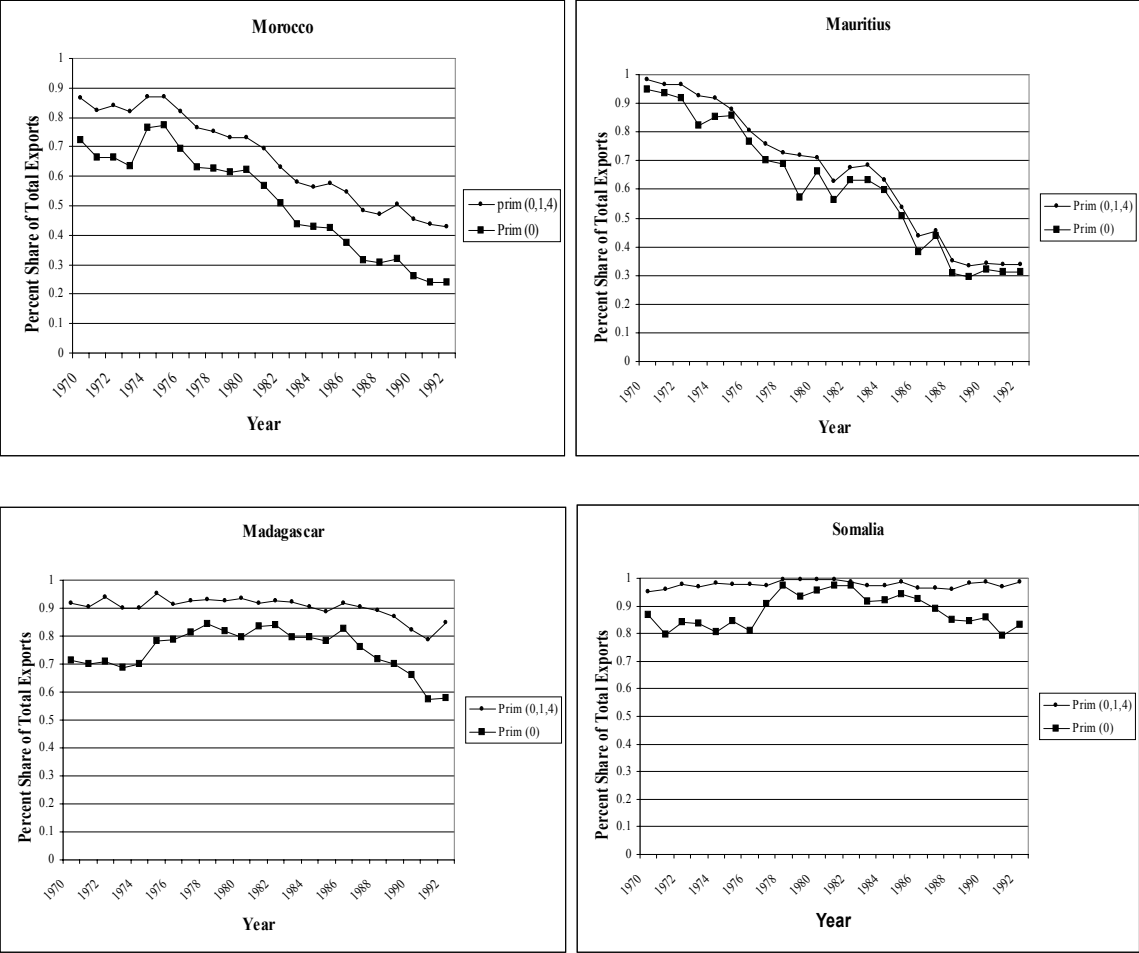 Morocco
Percent Share of Total Exports
1
0.9
0.8
0.7
0.6
0.5
0.4
0.3
0.2
0.1
0
1970 1972 1974 1976 1978 1980 1982 1984 1986 1988 1990 1992
Year
prim (0,1,4)
Prim (0)
Mauritius
Percent Share of Total Exports
1
0.9
0.8
0.7
0.6
0.5
0.4
0.3
0.2
0.1
0
1970 1972 1974 1976 1978 1980 1982 1984 1986 1988 1990 1992
Year
Prim (0,1,4)
Prim (0)
Madagascar
Percent Share of Total Exports
1
0.9
0.8
0.7
0.6
0.5
0.4
0.3
0.2
0.1
0
1970 1972 1974 1976 1978 1980 1982 1984 1986 1988 1990 1992
Year
Prim (0,1,4)
Prim (0)
Somalia
Percent Share of Total Exports
1
0.9
0.8
0.7
0.6
0.5
0.4
0.3
0.2
0.1
0
1970 1972 1974 1976 1978 1980 1982 1984 1986 1988 1990 1992
Year
Prim (0,1,4)
Prim (0)